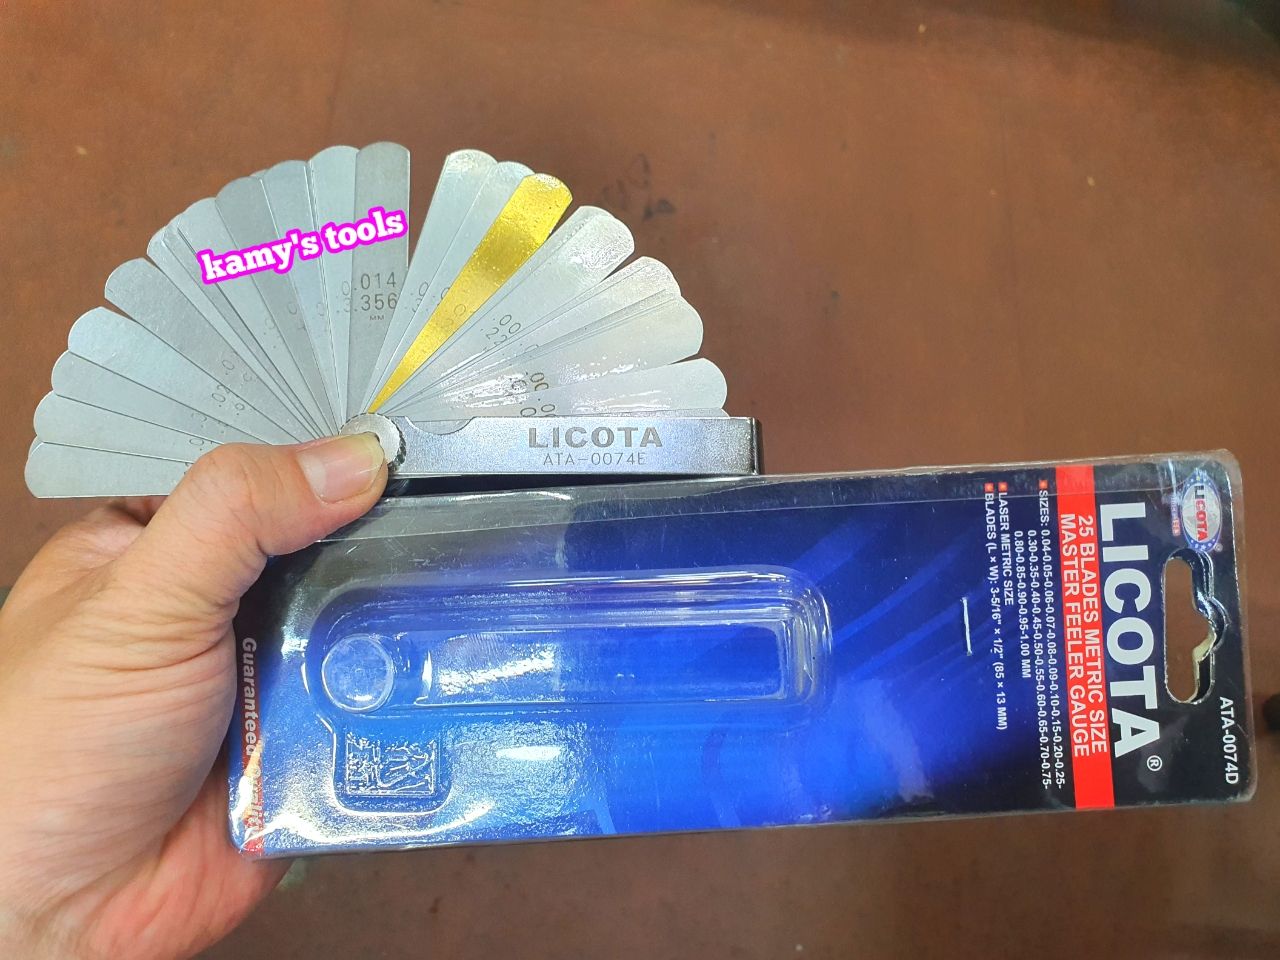 kamy's tools
0.014
.356
MM
LICOTA
ATA-0074E
LICOTA
ATA-0074D
LICOTA®
25 BLADES METRIC SIZE
MASTER FEELER GAUGE
SIZES: 0.04-0.05-0.06-0.07-0.08-0.09-0.10-0.15-0.20-0.25-
0.30-0.35-0.40-0.45-0.50-0.55-0.60-0.65-0.70-0.75-
0.80-0.85-0.90-0.95-1.00 MM
LASER METRIC SIZE
BLADES (L × W): 3-5/16" × 1/2" (85 × 13 MM)
Guaranteed